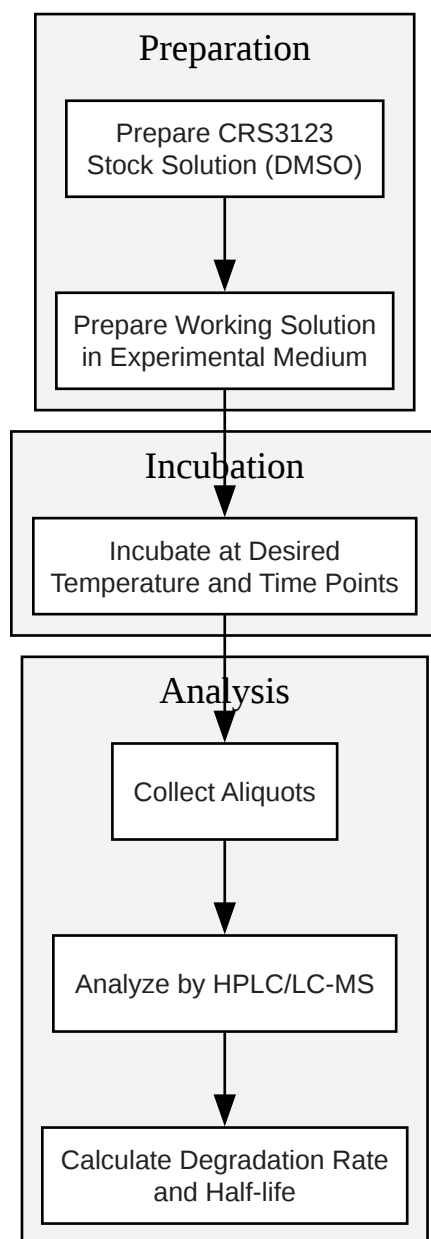 Preparation
Prepare CRS3123
Stock Solution (DMSO)
Prepare Working Solution
in Experimental Medium
Incubation
Incubate at Desired
Temperature and Time Points
Analysis
Collect Aliquots
Analyze by HPLC/LC-MS
Calculate Degradation Rate
and Half-life